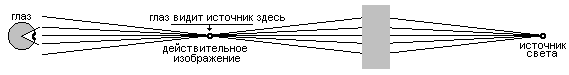 глаз
глаз видит источник здесь
действительное
изображение
источник
света